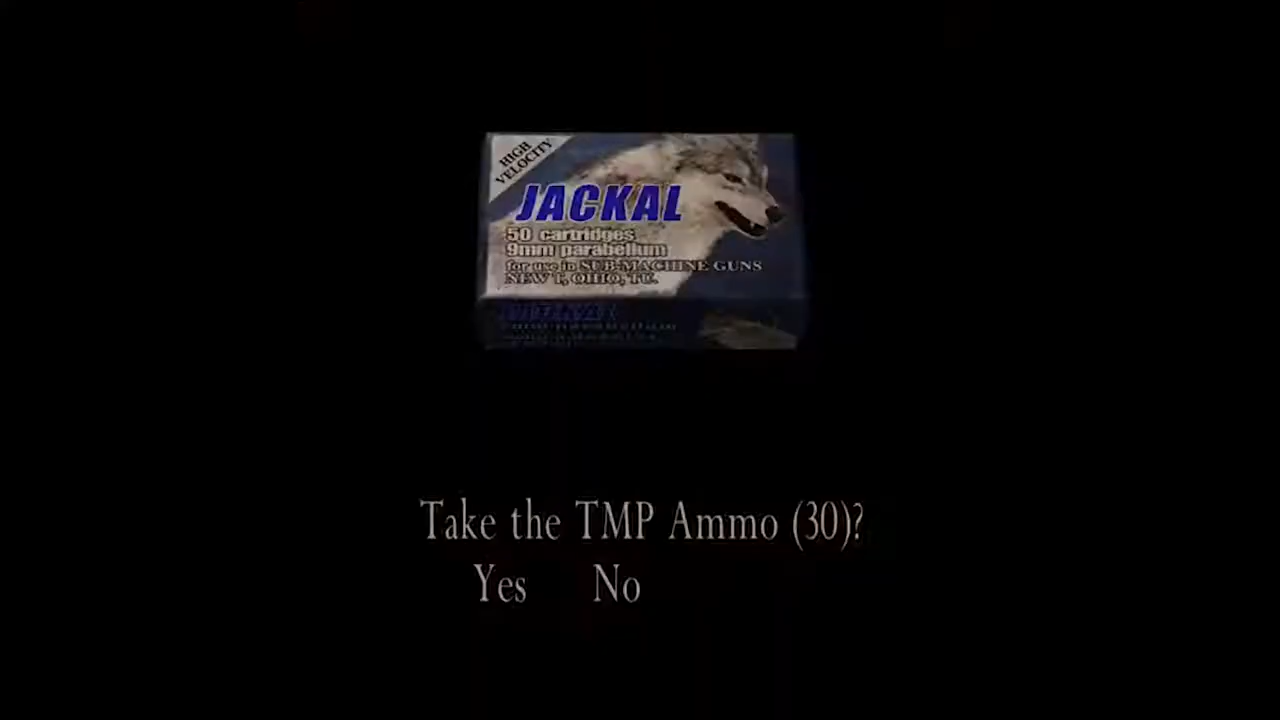 HIGH
VELOCITY
JACKAL
50 cartridges
9mm parabellum
for use in SUB-MACHINE GUNS
OHIO,
Take the TMP Ammo (30)?
Yes No